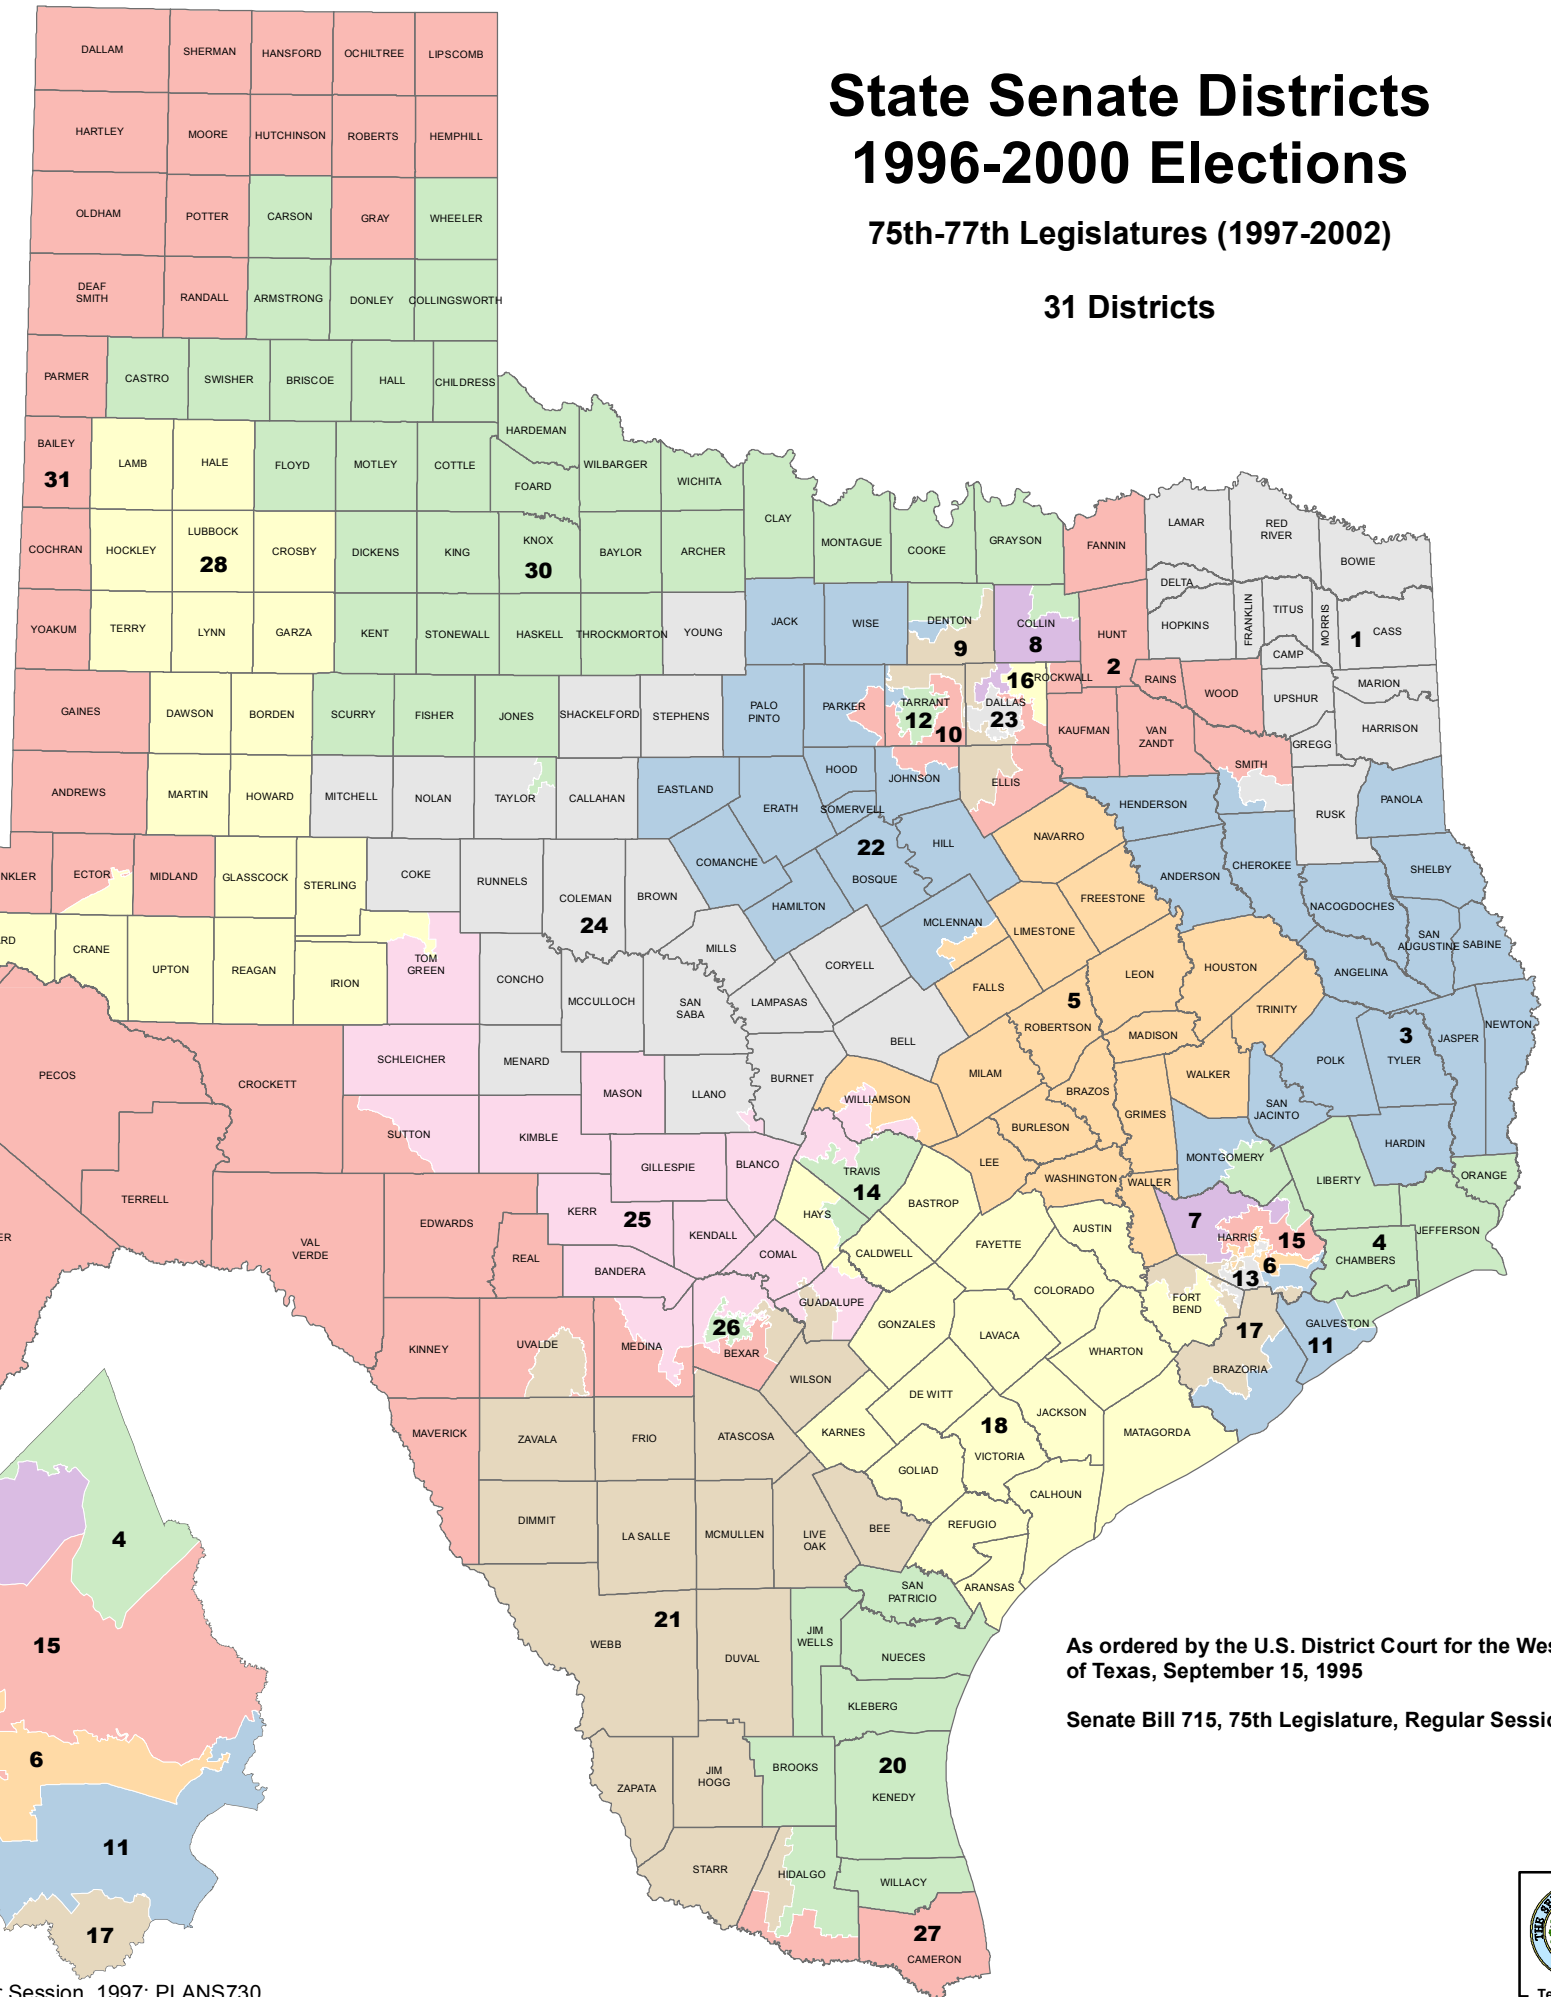 State Senate Districts
1996-2000 Elections
75th-77th Legislatures (1997-2002)
31 Districts
DALLAM
SHERMAN
HANSFORD
OCHILTREE
LIPSCOMB
HARTLEY
MOORE
HUTCHINSON
ROBERTS
HEMPHILL
OLDHAM
POTTER
CARSON
GRAY
WHEELER
DEAF
SMITH
RANDALL
ARMSTRONG
DONLEY
COLLINGSWORTH
PARMER
CASTRO
SWISHER
BRISCOE
HALL
CHILDRESS
BAILEY
31
LAMB
HALE
FLOYD
MOTLEY
COTTLE
HARDEMAN
FOARD
WILBARGER
WICHITA
CLAY
COCHRAN
HOCKLEY
LUBBOCK
28
CROSBY
DICKENS
KING
KNOX
30
BAYLOR
ARCHER
MONTAGUE
COOKE
GRAYSON
FANNIN
LAMAR
RED
RIVER
BOWIE
DELTA
YOAKUM
TERRY
LYNN
GARZA
KENT
STONEWALL
HASKELL
THROCKMORTON
YOUNG
JACK
WISE
DENTON
9
COLLIN
8
HUNT
2
HOPKINS
FRANKLIN
TITUS
MORRIS
1
CASS
CAMP
MARION
GAINES
DAWSON
BORDEN
SCURRY
FISHER
JONES
SHACKELFORD
STEPHENS
PALO
PINTO
PARKER
TARRANT
12
10
16
DALLAS
23
ROCKWALL
KAUFMAN
RAINS
VAN
ZANDT
WOOD
UPSHUR
GREGG
HARRISON
SMITH
ANDREWS
MARTIN
HOWARD
MITCHELL
NOLAN
TAYLOR
CALLAHAN
EASTLAND
ERATH
HOOD
SOMERVELL
JOHNSON
ELLIS
HENDERSON
RUSK
PANOLA
NKLER
ECTOR
MIDLAND
GLASSCOCK
STERLING
COKE
RUNNELS
COLEMAN
24
BROWN
COMANCHE
HAMILTON
22
BOSQUE
HILL
NAVARRO
ANDERSON
CHEROKEE
SHELBY
NACOGDOCHES
RD
CRANE
UPTON
REAGAN
IRION
TOM
GREEN
CONCHO
MCCULLOCH
SAN
SABA
MILLS
LAMPASAS
CORYELL
MCLENNAN
LIMESTONE
FREESTONE
FALLS
5
ROBERTSON
LEON
HOUSTON
TRINITY
ANGELINA
SAN
AUGUSTINE
SABINE
PECOS
CROCKETT
SCHLEICHER
MENARD
MASON
LLANO
BURNET
BELL
MILAM
MADISON
BRAZOS
WALKER
GRIMES
POLK
3
TYLER
JASPER
NEWTON
SAN
JACINTO
HARDIN
SUTTON
KIMBLE
GILLESPIE
BLANCO
WILLIAMSON
TRAVIS
14
BURLESON
LEE
WASHINGTON
WALLER
MONTGOMERY
LIBERTY
ORANGE
TERRELL
ER
VAL
VERDE
EDWARDS
REAL
KERR
25
KENDALL
BANDERA
COMAL
HAYS
BASTROP
CALDWELL
FAYETTE
AUSTIN
7
HARRIS
15
6
13
4
CHAMBERS
JEFFERSON
KINNEY
UVALDE
MEDINA
26
BEXAR
GUADALUPE
GONZALES
LAVACA
COLORADO
WHARTON
FORT
BEND
17
BRAZORIA
GALVESTON
11
MAVERICK
ZAVALA
FRIO
ATASCOSA
WILSON
KARNES
DE WITT
18
VICTORIA
JACKSON
MATAGORDA
GOLIAD
CALHOUN
DIMMIT
LA SALLE
MCMULLEN
LIVE
OAK
BEE
REFUGIO
ARANSAS
SAN
PATRICIO
WEBB
21
DUVAL
JIM
WELLS
NUECES
KLEBERG
ZAPATA
JIM
HOGG
BROOKS
20
KENEDY
STARR
HIDALGO
WILLACY
27
CAMERON
4
15
6
11
17
As ordered by the U.S. District Court for the Wes
of Texas, September 15, 1995
Senate Bill 715, 75th Legislature, Regular Sessio
r Session, 1997; PLANS730
THE SE
Te